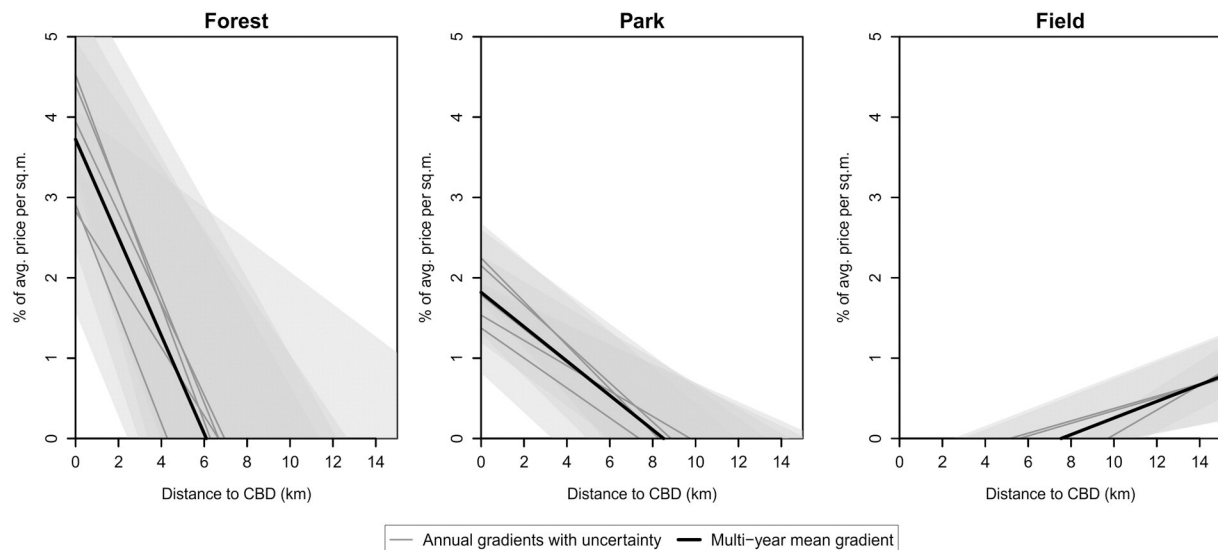 Forest
Park
Field
% of avg. price per sq.m.
5
4
3
2
1
0
0 2 4 6 8 10 12 14
Distance to CBD (km)
% of avg. price per sq.m.
5
4
3
2
1
0
0 2 4 6 8 10 12 14
Distance to CBD (km)
% of avg. price per sq.m.
5
4
3
2
1
0
0 2 4 6 8 10 12 14
Distance to CBD (km)
Annual gradients with uncertainty
Multi−year mean gradient